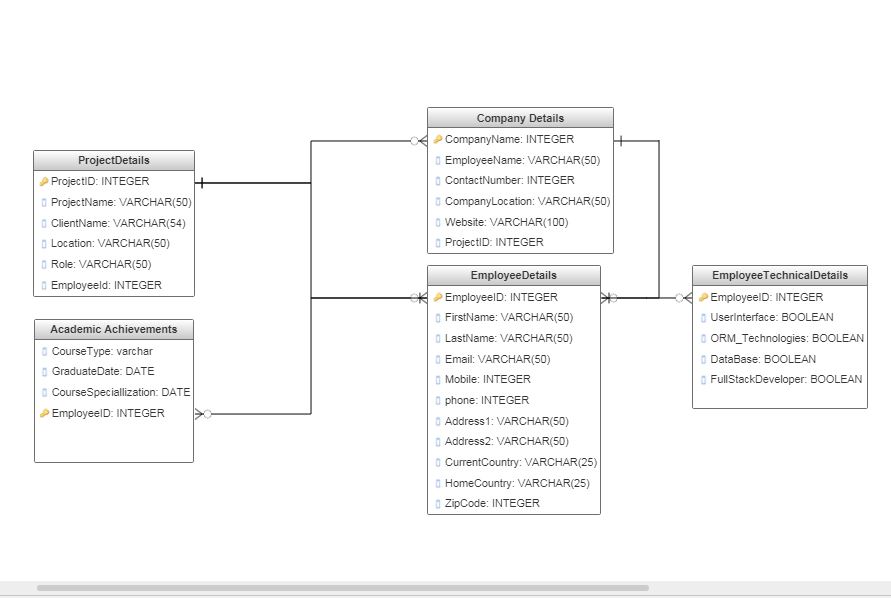 ProjectDetails
ProjectID: INTEGER
ProjectName: VARCHAR(50)
ClientName: VARCHAR(54)
Location: VARCHAR(50)
Role: VARCHAR(50)
EmployeeId: INTEGER
Academic Achievements
CourseType: varchar
GraduateDate: DATE
CourseSpeciallization: DATE
EmployeeID: INTEGER
Company Details
CompanyName: INTEGER
EmployeeName: VARCHAR(50)
ContactNumber: INTEGER
CompanyLocation: VARCHAR(50)
Website: VARCHAR(100)
ProjectID: INTEGER
EmployeeDetails
EmployeeID: INTEGER
FirstName: VARCHAR(50)
LastName: VARCHAR(50)
Email: VARCHAR(50)
Mobile: INTEGER
phone: INTEGER
Address1: VARCHAR(50)
Address2: VARCHAR(50)
CurrentCountry: VARCHAR(25)
HomeCountry: VARCHAR(25)
ZipCode: INTEGER
EmployeeTechnicalDetails
EmployeeID: INTEGER
UserInterface: BOOLEAN
ORM_Technologies: BOOLEAN
DataBase: BOOLEAN
FullStackDeveloper: BOOLEAN